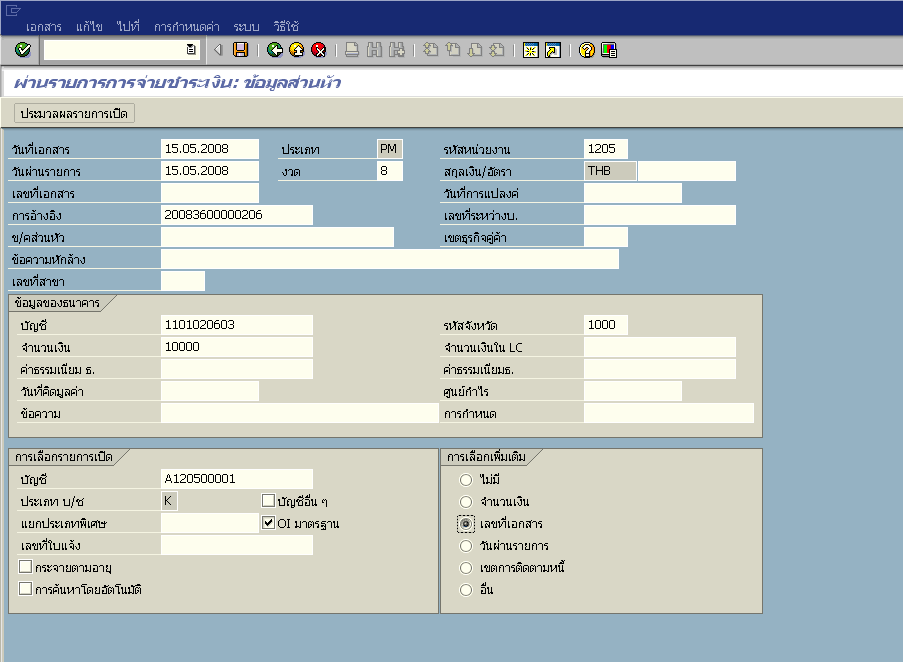 เอกสาร แก้ไข ไปที่ การกำหนดค่า ระบบ วิธีใช้
ผ่านรายการการจ่ายชำระเงิน: ข้อมูลส่วนหัว
ประมวลผลรายการเปิด
วันที่เอกสาร 15.05.2008 ประเภท PM รหัสหน่วยงาน 1205
วันผ่านรายการ 15.05.2008 งวด 8 สกุลเงิน/อัตรา THB
เลขที่เอกสาร วันที่การแปลงค่
การอ้างอิง 20083600000206 เลขที่ระหว่างบ.
ข/คส่วนหัว เขตธุรกิจคู่ค้า
ข้อความหักล้าง
เลขที่สาขา
ข้อมูลของธนาคาร
บัญชี 1101020603 รหัสจังหวัด 1000
จำนวนเงิน 10000 จำนวนเงินใน LC
ค่าธรรมเนียม ธ. ค่าธรรมเนียมธ.
วันที่คิดมูลค่า ศูนย์กำไร
ข้อความ การกำหนด
การเลือกรายการเปิด การเลือกเพิ่มเติม
บัญชี A120500001 ไม่มี
ประเภท บ/ช K บัญชีอื่น ๆ จำนวนเงิน
แยกประเภทพิเศษ OI มาตรฐาน เลขที่เอกสาร
เลขที่ใบแจ้ง วันผ่านรายการ
กระจายตามอายุ เขตการติดตามหนี้
การค้นหาโดยอัตโนมัติ อื่น